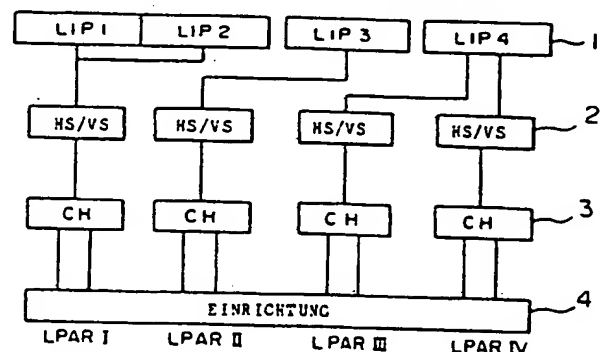 LIP 1 LIP 2 LIP 3 LIP 4 1
HS/VS HS/VS HS/VS HS/VS 2
CH CH CH CH 3
EINRICHTUNG 4
LPAR I LPAR II LPAR III LPAR IV